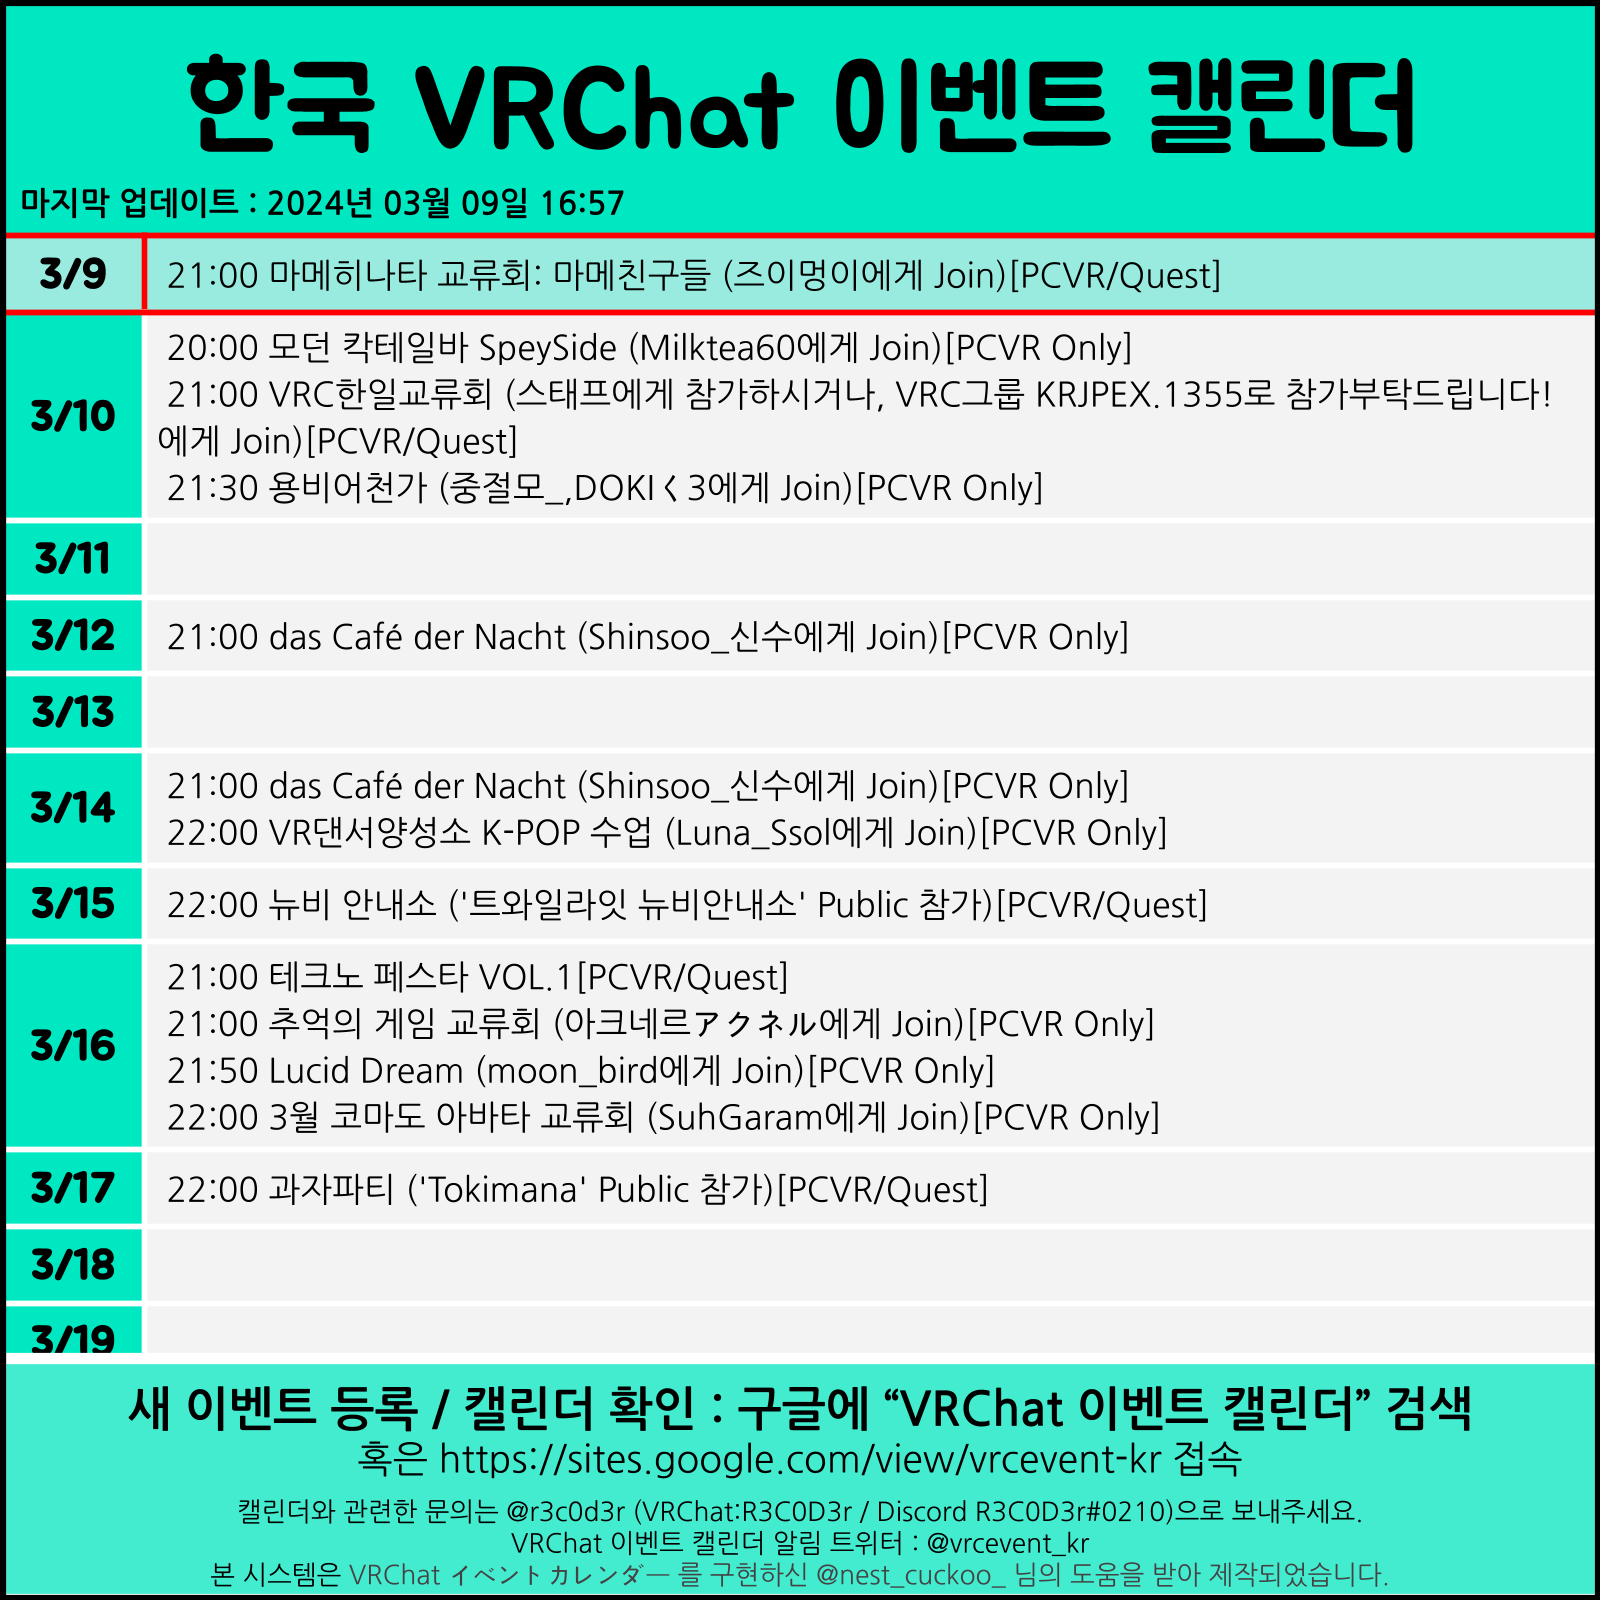 한국 VRChat 이벤트 캘린더
마지막 업데이트 : 2024년 03월 09일 16:57
3/9
21:00 마메히나타 교류회: 마메친구들 (즈이멍이에게 Join)[PCVR/Quest]
3/10
20:00 모던 칵테일바 SpeySide (Milktea60에게 Join)[PCVR Only]
21:00 VRC한일교류회 (스태프에게 참가하시거나, VRC그룹 KRJPEX.1355로 참가부탁드립니다!
에게 Join)[PCVR/Quest]
21:30 용비어천가 (중절모_,DOKIく3에게 Join)[PCVR Only]
3/11
3/12
21:00 das Café der Nacht (Shinsoo_신수에게 Join)[PCVR Only]
3/13
3/14
21:00 das Café der Nacht (Shinsoo_신수에게 Join)[PCVR Only]
22:00 VR댄서양성소 K-POP 수업 (Luna_Ssol에게 Join)[PCVR Only]
3/15
22:00 뉴비 안내소 ('트와일라잇 뉴비안내소' Public 참가)[PCVR/Quest]
3/16
21:00 테크노 페스타 VOL.1[PCVR/Quest]
21:00 추억의 게임 교류회 (아크네르アクネル에게 Join)[PCVR Only]
21:50 Lucid Dream (moon_bird에게 Join)[PCVR Only]
22:00 3월 코마도 아바타 교류회 (SuhGaram에게 Join)[PCVR Only]
3/17
22:00 과자파티 ('Tokimana' Public 참가)[PCVR/Quest]
3/18
3/19
새 이벤트 등록 / 캘린더 확인 : 구글에 “VRChat 이벤트 캘린더” 검색
혹은 https://sites.google.com/view/vrcevent-kr 접속
캘린더와 관련한 문의는 @r3c0d3r (VRChat:R3C0D3r / Discord R3C0D3r#0210)으로 보내주세요.
VRChat 이벤트 캘린더 알림 트위터 : @vrcevent_kr
본 시스템은 VRChat イベントカレンダー 를 구현하신 @nest_cuckoo_ 님의 도움을 받아 제작되었습니다.